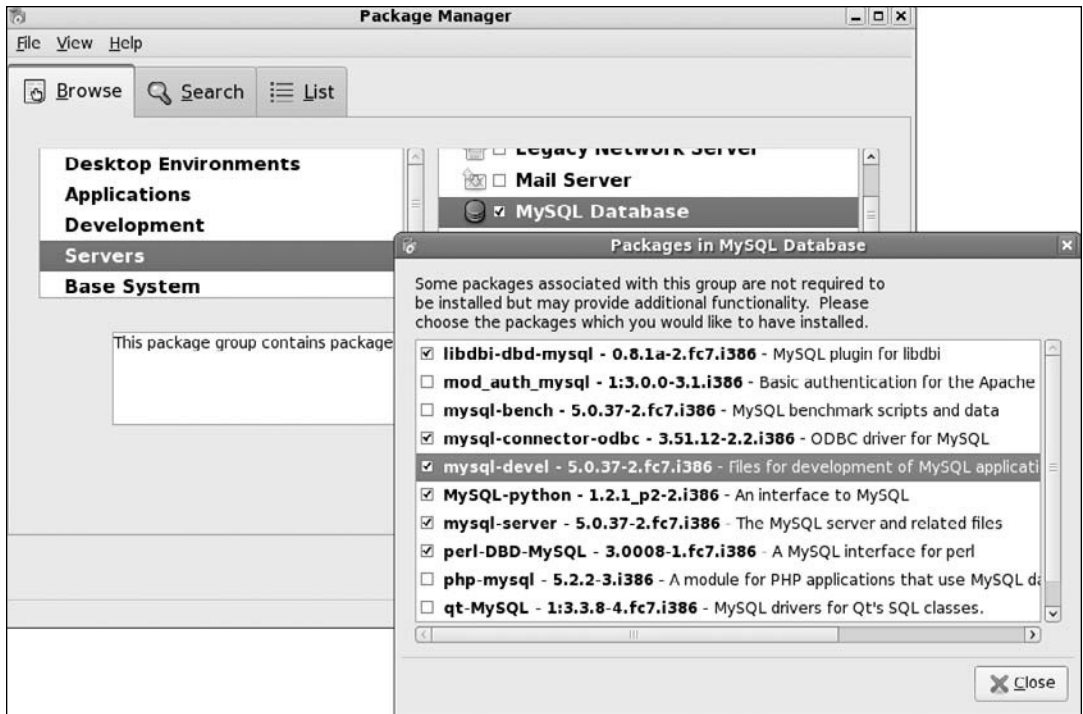 Package Manager
File View Help
Browse Search List
Desktop Environments
Applications
Development
Servers
Base System
Legacy Network Server
Mail Server
MySQL Database
This package group contains package
Packages in MySQL Database
Some packages associated with this group are not required to
be installed but may provide additional functionality. Please
choose the packages which you would like to have installed.
libdbi-dbd-mysql - 0.8.1a-2.fc7.i386 - MySQL plugin for libdbi
mod_auth_mysql - 1:3.0.0-3.1.i386 - Basic authentication for the Apache
mysql-bench - 5.0.37-2.fc7.i386 - MySQL benchmark scripts and data
mysql-connector-odbc - 3.51.12-2.2.i386 - ODBC driver for MySQL
mysql-devel - 5.0.37-2.fc7.i386 - Files for development of MySQL applicati
MySQL-python - 1.2.1_p2-2.i386 - An interface to MySQL
mysql-server - 5.0.37-2.fc7.i386 - The MySQL server and related files
perl-DBD-MySQL - 3.0008-1.fc7.i386 - A MySQL interface for perl
php-mysql - 5.2.2-3.i386 - A module for PHP applications that use MySQL da
qt-MySQL - 1:3.3.8-4.fc7.i386 - MySQL drivers for Qt's SQL classes.
Close